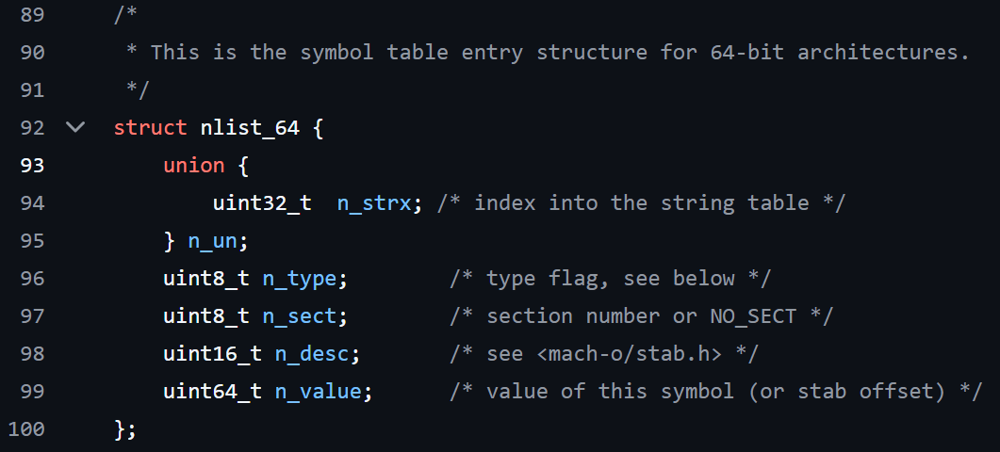 89 /*
90 * This is the symbol table entry structure for 64-bit architectures.
91 */
92 struct nlist_64 {
93 union {
94 uint32_t  n_strx; /* index into the string table */
95 } n_un;
96 uint8_t n_type;        /* type flag, see below */
97 uint8_t n_sect;        /* section number or NO_SECT */
98 uint16_t n_desc;       /* see <mach-o/stab.h> */
99 uint64_t n_value;      /* value of this symbol (or stab offset) */
100 };